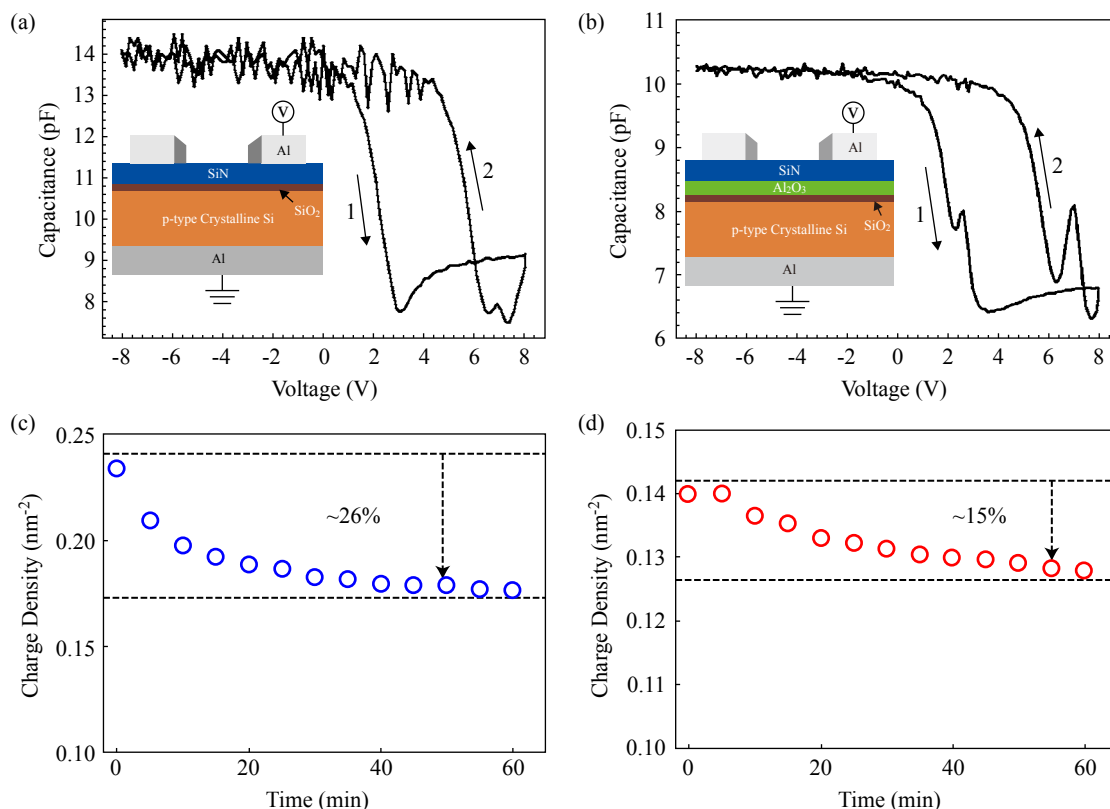 (a)
14
13
12
11
10
9
8
Capacitance (pF)
-8 -6 -4 -2 0 2 4 6 8
Voltage (V)
V
Al
SiN
SiO₂
p-type Crystalline Si
Al
1
2
(b)
11
10
9
8
7
6
Capacitance (pF)
-8 -6 -4 -2 0 2 4 6 8
Voltage (V)
V
Al
SiN
Al₂O₃
SiO₂
p-type Crystalline Si
Al
1
2
(c)
0.25
0.20
0.15
0.10
Charge Density (nm⁻²)
~26%
0 20 40 60
Time (min)
(d)
0.15
0.14
0.13
0.12
0.11
0.10
Charge Density (nm⁻²)
~15%
0 20 40 60
Time (min)